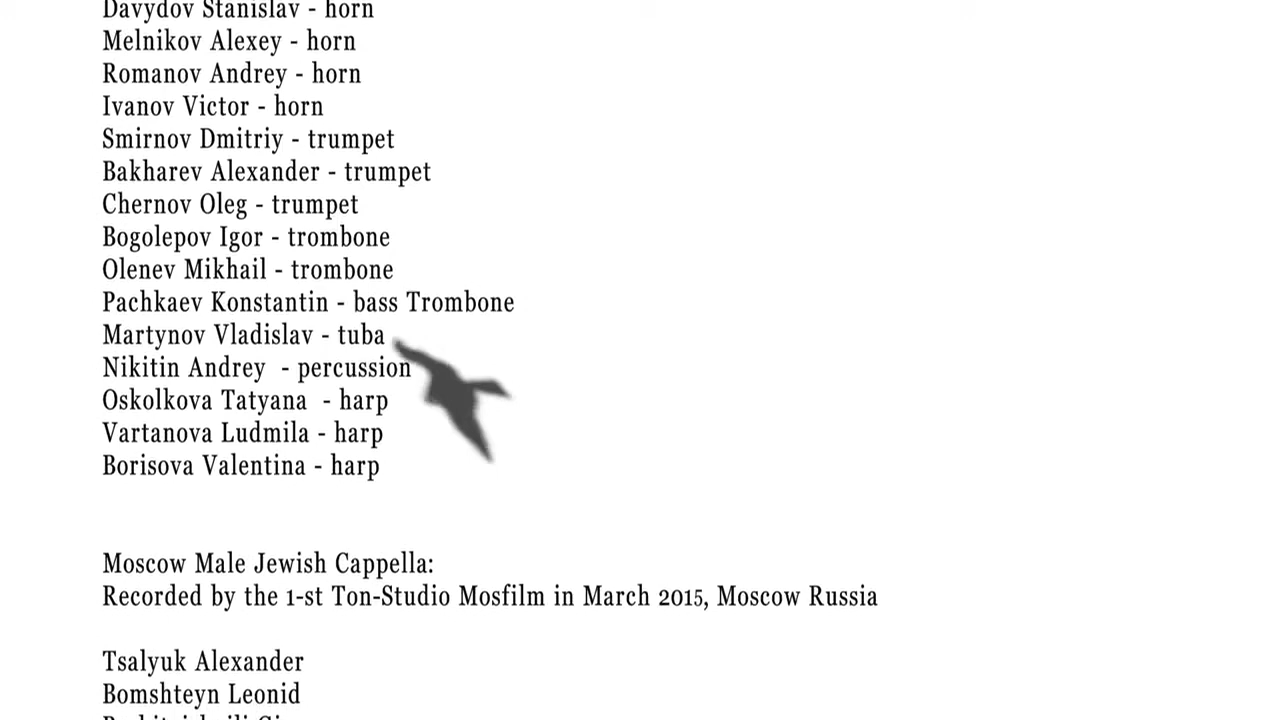 Davydov Stanislav - horn
Melnikov Alexey - horn
Romanov Andrey - horn
Ivanov Victor - horn
Smirnov Dmitriy - trumpet
Bakharev Alexander - trumpet
Chernov Oleg - trumpet
Bogolepov Igor - trombone
Olenev Mikhail - trombone
Pachkaev Konstantin - bass Trombone
Martynov Vladislav - tuba
Nikitin Andrey  - percussion
Oskolkova Tatyana  - harp
Vartanova Ludmila - harp
Borisova Valentina - harp
Moscow Male Jewish Cappella:
Recorded by the 1-st Ton-Studio Mosfilm in March 2015, Moscow Russia
Tsalyuk Alexander
Bomshteyn Leonid